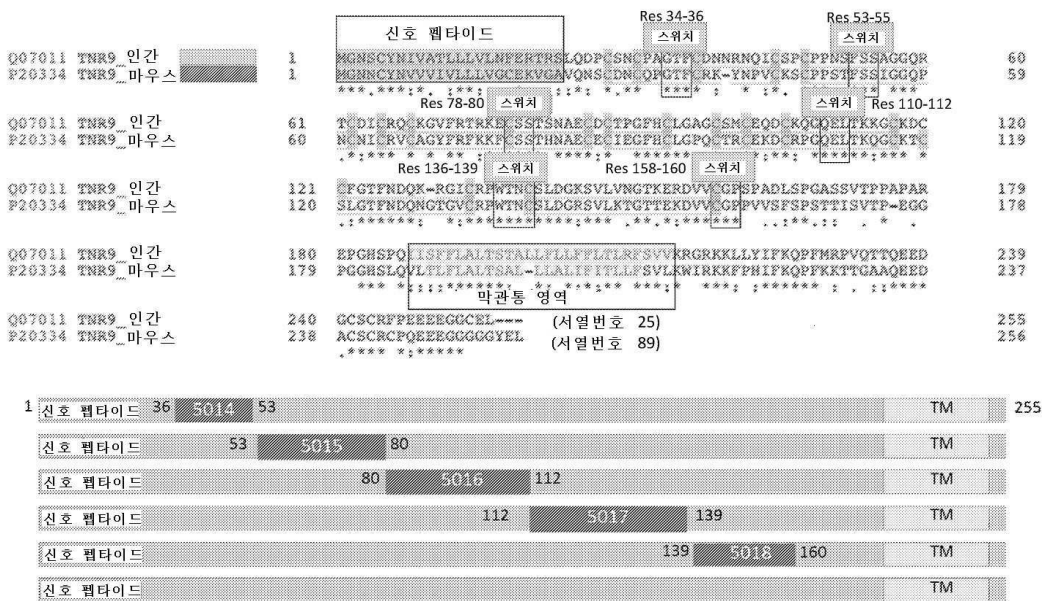 Res 34-36 Res 53-55
신호 펩타이드 스위치 스위치
Q07011 TNR9_인간 1 MGNSCYNIVATLLLVLNFERTRSLQDPCSNCPAGTFCDNNRNQICSPCPPNSFSSAGGQR 60
P20334 TNR9_마우스 1 MGNNCYNVVVIVLLLVGCEKVGAVQNSCDNCQPGTFCRK-YNPVCKSCPPSTFSSIGGQP 59
Res 78-80 스위치 스위치 Res 110-112
Q07011 TNR9_인간 61 TCDICRQCKGVFRTRKECSSTSNAECDCTPGFHCLGAGCSMCEQDCKQGQELTKKGCKDC 120
P20334 TNR9_마우스 60 NCNICRVCAGYFRFKKFCSSTHNAECECIEGFHCLGPQCTRCEKDCRPGQELTKQGCKTC 119
Res 136-139 스위치 Res 158-160 스위치
Q07011 TNR9_인간 121 CFGTFNDQK-RGICRPWTNCSLDGKSVLVNGTKERDVVCGPSPADLSPGASSVTPPAPAR 179
P20334 TNR9_마우스 120 SLGTFNDQNGTGVCRPWTNCSLDGRSVLKTGTTEKDVVCGPPVVSFSPSTTISVTP-EGG 178
Q07011 TNR9_인간 180 EPGHSPQIISFFLALTSTALLFLLFFLTLRFSVVKRGRKKLLYIFKQPFMRPVQTTQEED 239
P20334 TNR9_마우스 179 PGGHSLQVLTLFLALTSAL-LLALIFITLLFSVLKWIRKKFPHIFKQPFKKTTGAAQEED 237
막관통 영역
Q07011 TNR9_인간 240 GCSCRFPEEEEGGCEL--- (서열번호 25) 255
P20334 TNR9_마우스 238 ACSCRCPQEEEGGGGGYEL (서열번호 89) 256
1 신호 펩타이드 36 5014 53 TM 255
신호 펩타이드 53 5015 80 TM
신호 펩타이드 80 5016 112 TM
신호 펩타이드 112 5017 139 TM
신호 펩타이드 139 5018 160 TM
신호 펩타이드 TM